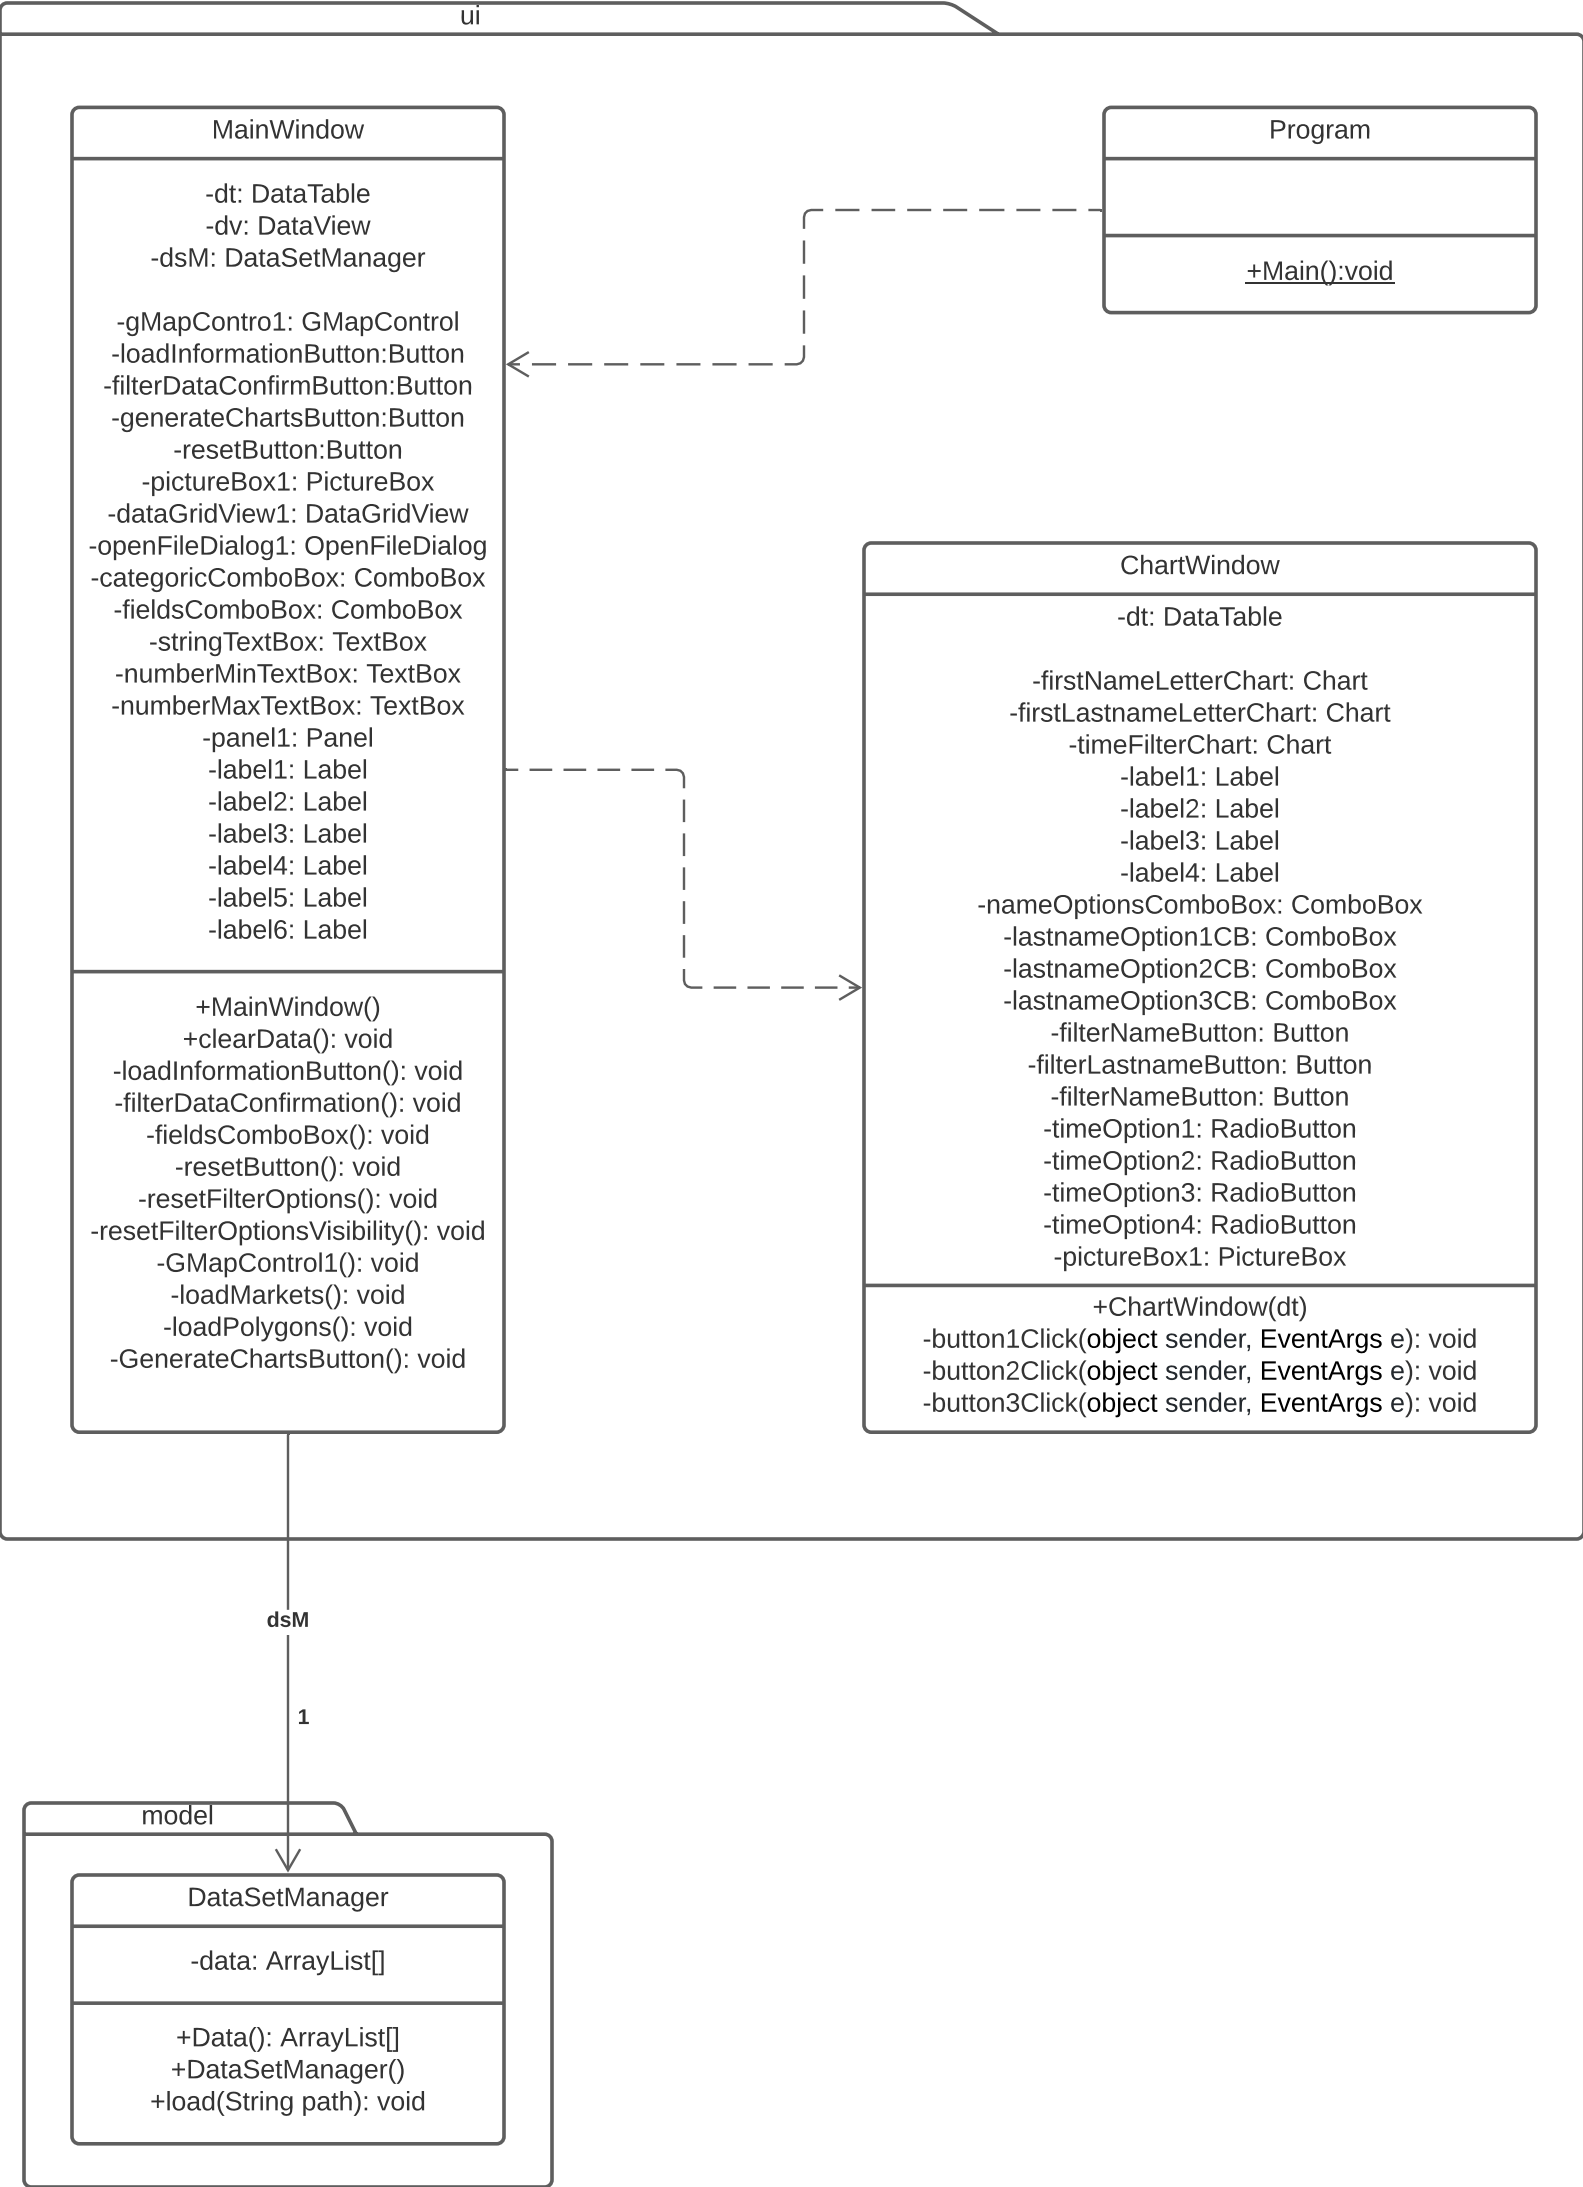 ui
MainWindow
-dt: DataTable
-dv: DataView
-dsM: DataSetManager
-gMapContro1: GMapControl
-loadInformationButton:Button
-filterDataConfirmButton:Button
-generateChartsButton:Button
-resetButton:Button
-pictureBox1: PictureBox
-dataGridView1: DataGridView
-openFileDialog1: OpenFileDialog
-categoricComboBox: ComboBox
-fieldsComboBox: ComboBox
-stringTextBox: TextBox
-numberMinTextBox: TextBox
-numberMaxTextBox: TextBox
-panel1: Panel
-label1: Label
-label2: Label
-label3: Label
-label4: Label
-label5: Label
-label6: Label
+MainWindow()
+clearData(): void
-loadInformationButton(): void
-filterDataConfirmation(): void
-fieldsComboBox(): void
-resetButton(): void
-resetFilterOptions(): void
-resetFilterOptionsVisibility(): void
-GMapControl1(): void
-loadMarkets(): void
-loadPolygons(): void
-GenerateChartsButton(): void
Program
+Main():void
ChartWindow
-dt: DataTable
-firstNameLetterChart: Chart
-firstLastnameLetterChart: Chart
-timeFilterChart: Chart
-label1: Label
-label2: Label
-label3: Label
-label4: Label
-nameOptionsComboBox: ComboBox
-lastnameOption1CB: ComboBox
-lastnameOption2CB: ComboBox
-lastnameOption3CB: ComboBox
-filterNameButton: Button
-filterLastnameButton: Button
-filterNameButton: Button
-timeOption1: RadioButton
-timeOption2: RadioButton
-timeOption3: RadioButton
-timeOption4: RadioButton
-pictureBox1: PictureBox
+ChartWindow(dt)
-button1Click(object sender, EventArgs e): void
-button2Click(object sender, EventArgs e): void
-button3Click(object sender, EventArgs e): void
dsM
1
model
DataSetManager
-data: ArrayList[]
+Data(): ArrayList[]
+DataSetManager()
+load(String path): void